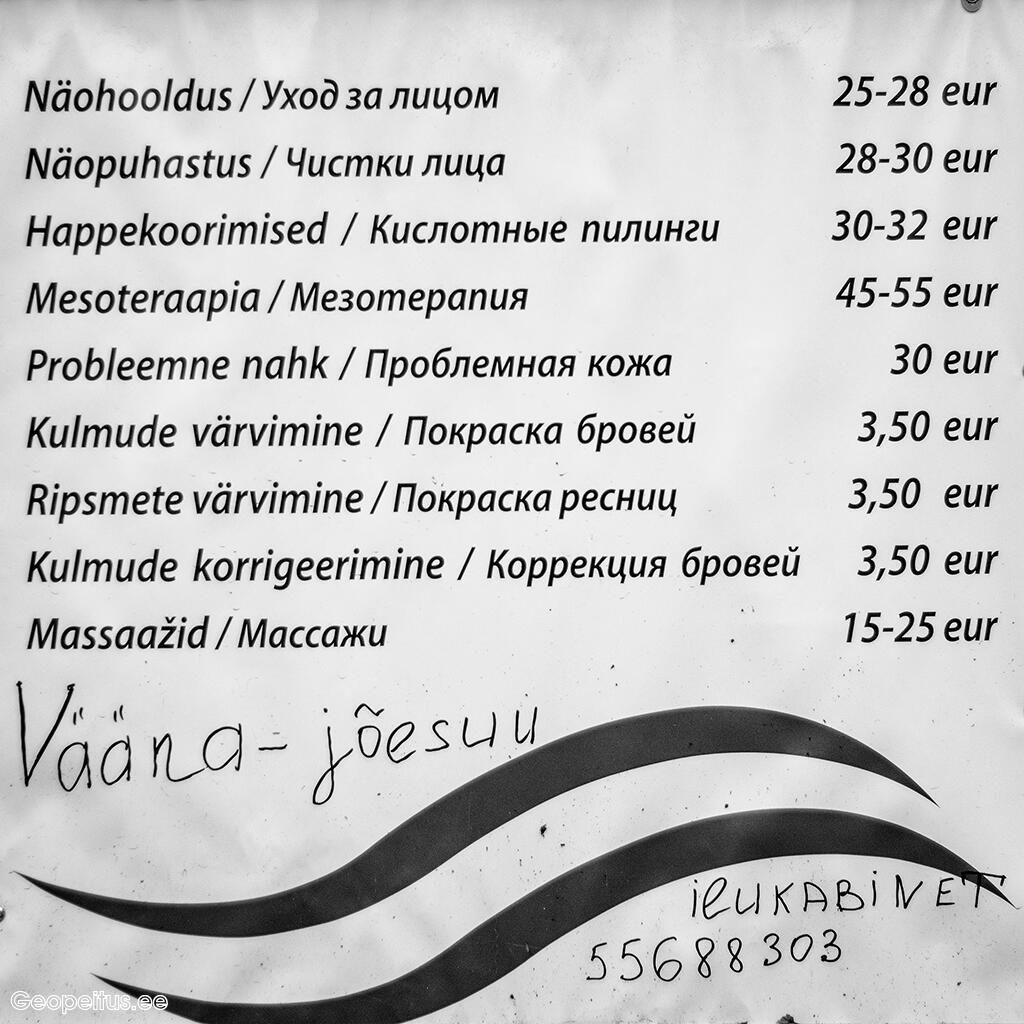 Näohooldus / Уход за лицом 25-28 eur
Näopuhastus / Чистки лица 28-30 eur
Happekoorimised / Кислотные пилинги 30-32 eur
Mesoteraapia / Мезотерапия 45-55 eur
Probleemne nahk / Проблемная кожа 30 eur
Kulmude värvimine / Покраска бровей 3,50 eur
Ripsmete värvimine / Покраска ресниц 3,50 eur
Kulmude korrigeerimine / Коррекция бровей 3,50 eur
Massaažid / Массажи 15-25 eur
Vääna-jõesuu
iluKABiNET
55688303
Geopeitus.ee